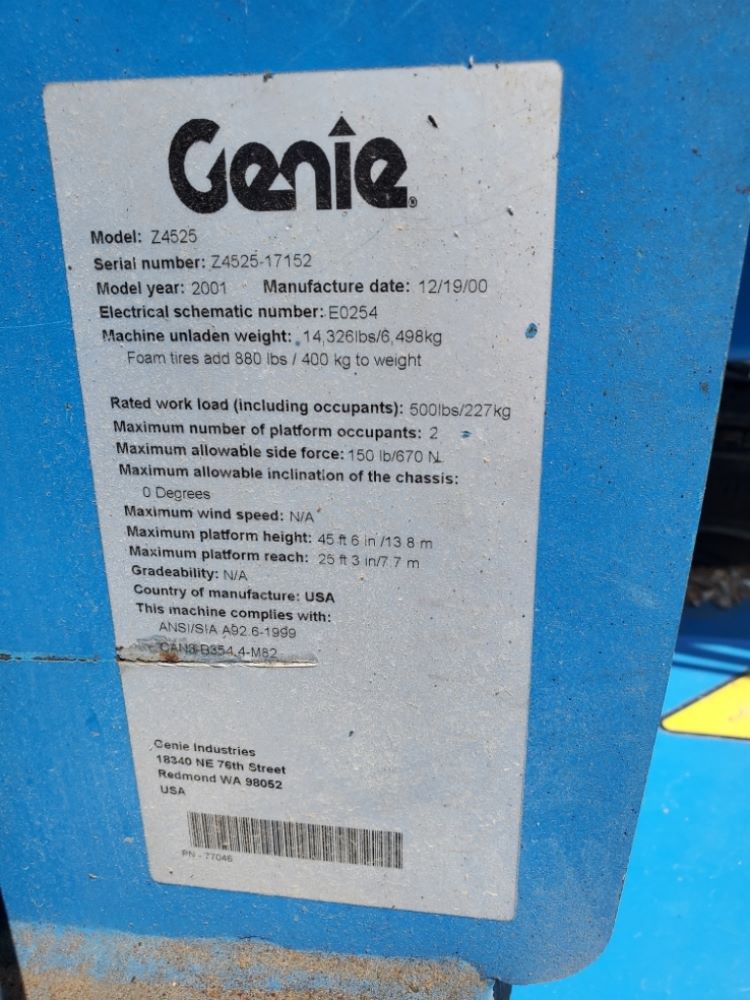 Genie®
Model: Z4525
Serial number: Z4525-17152
Model year: 2001 Manufacture date: 12/19/00
Electrical schematic number: E0254
Machine unladen weight: 14,326lbs/6,498kg
Foam tires add 880 lbs / 400 kg to weight
Rated work load (including occupants): 500lbs/227kg
Maximum number of platform occupants: 2
Maximum allowable side force: 150 lb/670 N
Maximum allowable inclination of the chassis:
0 Degrees
Maximum wind speed: N/A
Maximum platform height: 45 ft 6 in /13.8 m
Maximum platform reach: 25 ft 3 in/7.7 m
Gradeability: N/A
Country of manufacture: USA
This machine complies with:
ANSI/SIA A92.6-1999
CAN3-B354.4-M82
Genie Industries
18340 NE 76th Street
Redmond WA 98052
USA
PN - 77046